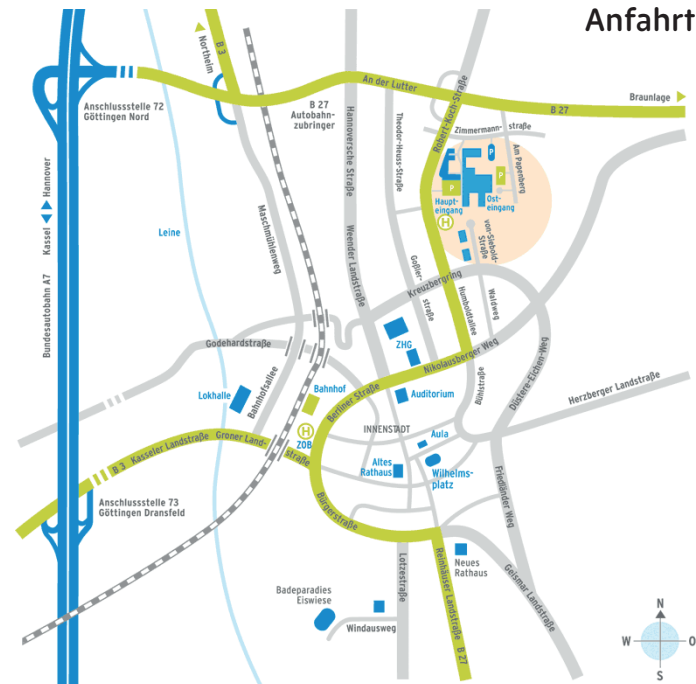 Anfahrt
Northeim
B 3
An der Lutter
B 27
Braunlage
Anschlussstelle 72
Göttingen Nord
B 27
Autobahn-
zubringer
Hannoversche Straße
Theodor-Heuss-Straße
Robert-Koch-Straße
Zimmermann-
straße
Am Papenberg
P
P
P
Haupt-
eingang
Ost-
eingang
H
von-Siebold-
Straße
Kassel
Hannover
Bundesautobahn A7
Leine
Maschmühlenweg
Weender Landstraße
Goßler-
straße
Kreuzbergring
Humboldtallee
Waldweg
Godehardstraße
ZHG
Nikolausberger Weg
Düstere-Eichen-Weg
Bühlstraße
Herzberger Landstraße
Lokhalle
Bahnhofsallee
Bahnhof
Berliner Straße
Auditorium
H
ZOB
INNENSTADT
Aula
B 3
Kasseler Landstraße
Groner Land-
straße
Altes
Rathaus
Wilhelms-
platz
Friedländer Weg
Anschlussstelle 73
Göttingen Dransfeld
Bürgerstraße
Lotzestraße
Reinhäuser Landstraße
B 27
Neues
Rathaus
Geismar Landstraße
Badeparadies
Eiswiese
Windausweg
N
W
O
S